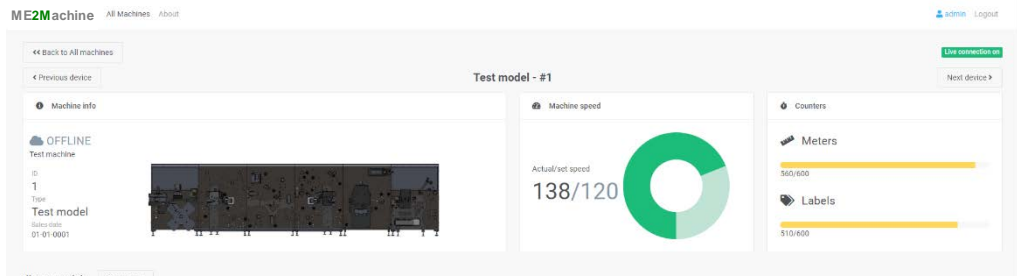 ME2Machine All Machines About admin Logout
Back to All machines Live connection on
Previous device Test model - #1 Next device
Machine info Machine speed Counters
OFFLINE Meters
Test machine
Actual/set speed 560/600
ID
1 138/120
Type Labels
Test model
Sales date 510/600
01-01-0001